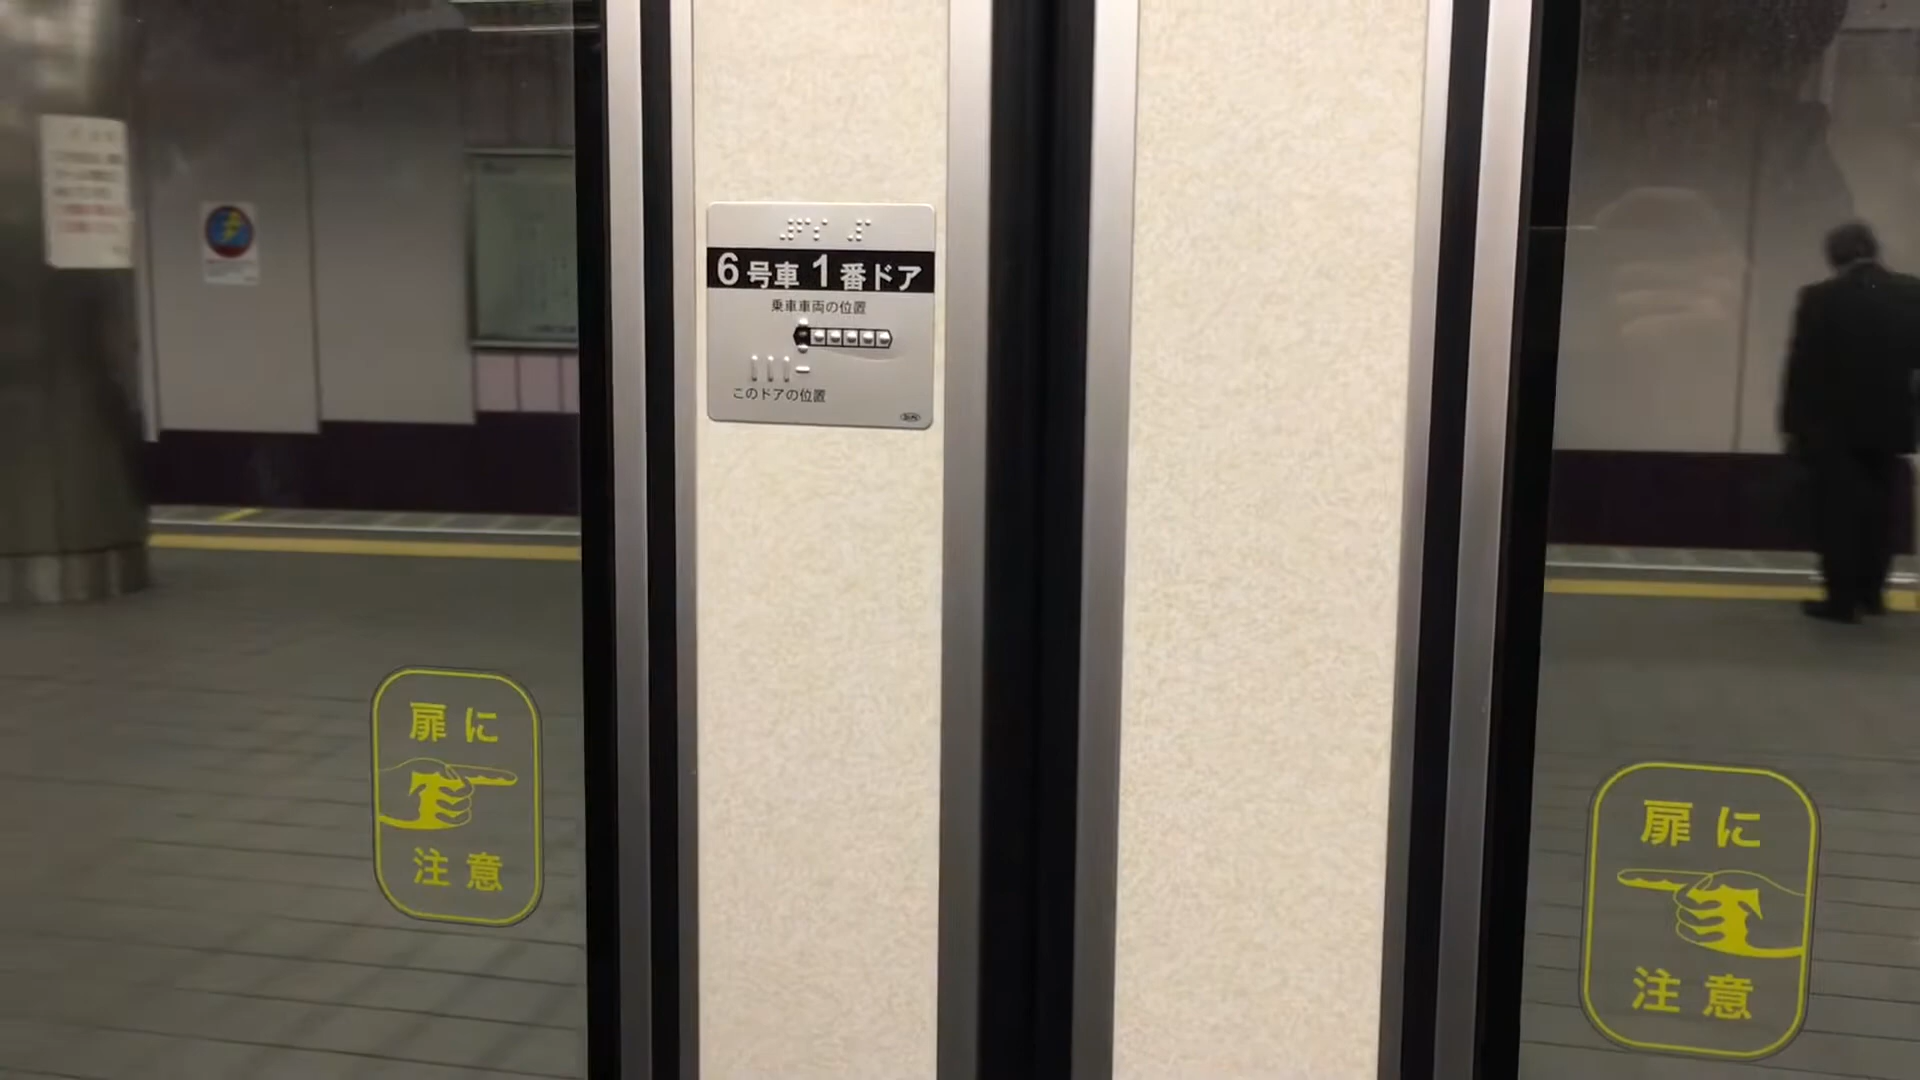 6号車 1番ドア
乗車車両の位置
このドアの位置
扉に
注意
扉に
注意